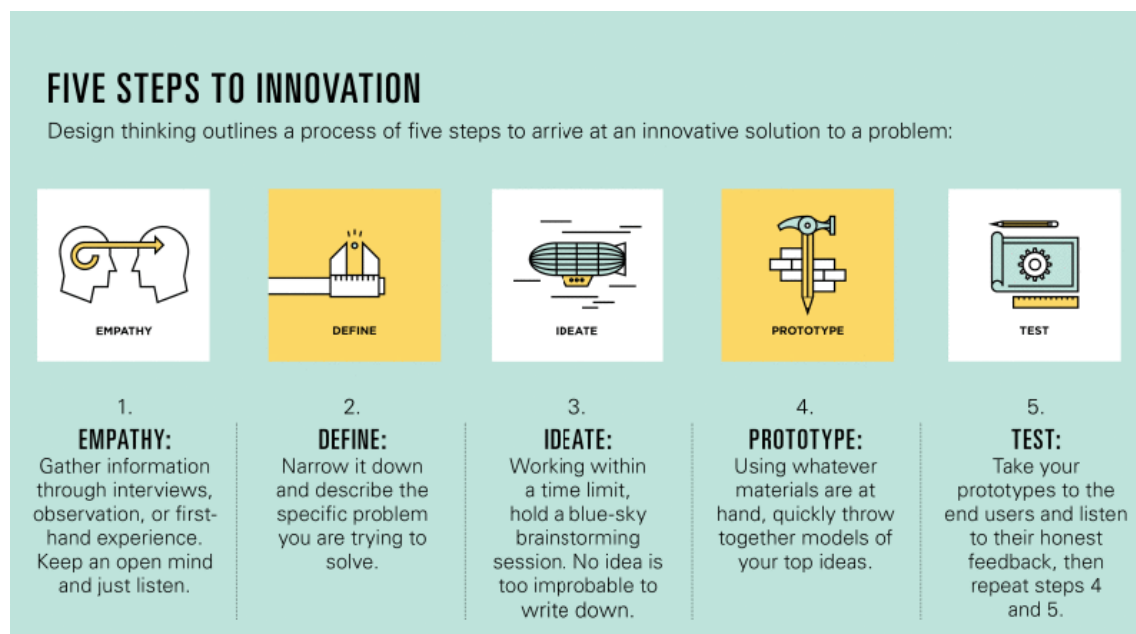 FIVE STEPS TO INNOVATION
Design thinking outlines a process of five steps to arrive at an innovative solution to a problem:
EMPATHY
DEFINE
IDEATE
PROTOTYPE
TEST
1.
EMPATHY:
Gather information
through interviews,
observation, or first-
hand experience.
Keep an open mind
and just listen.
2.
DEFINE:
Narrow it down
and describe the
specific problem
you are trying to
solve.
3.
IDEATE:
Working within
a time limit,
hold a blue-sky
brainstorming
session. No idea is
too improbable to
write down.
4.
PROTOTYPE:
Using whatever
materials are at
hand, quickly throw
together models of
your top ideas.
5.
TEST:
Take your
prototypes to the
end users and listen
to their honest
feedback, then
repeat steps 4
and 5.